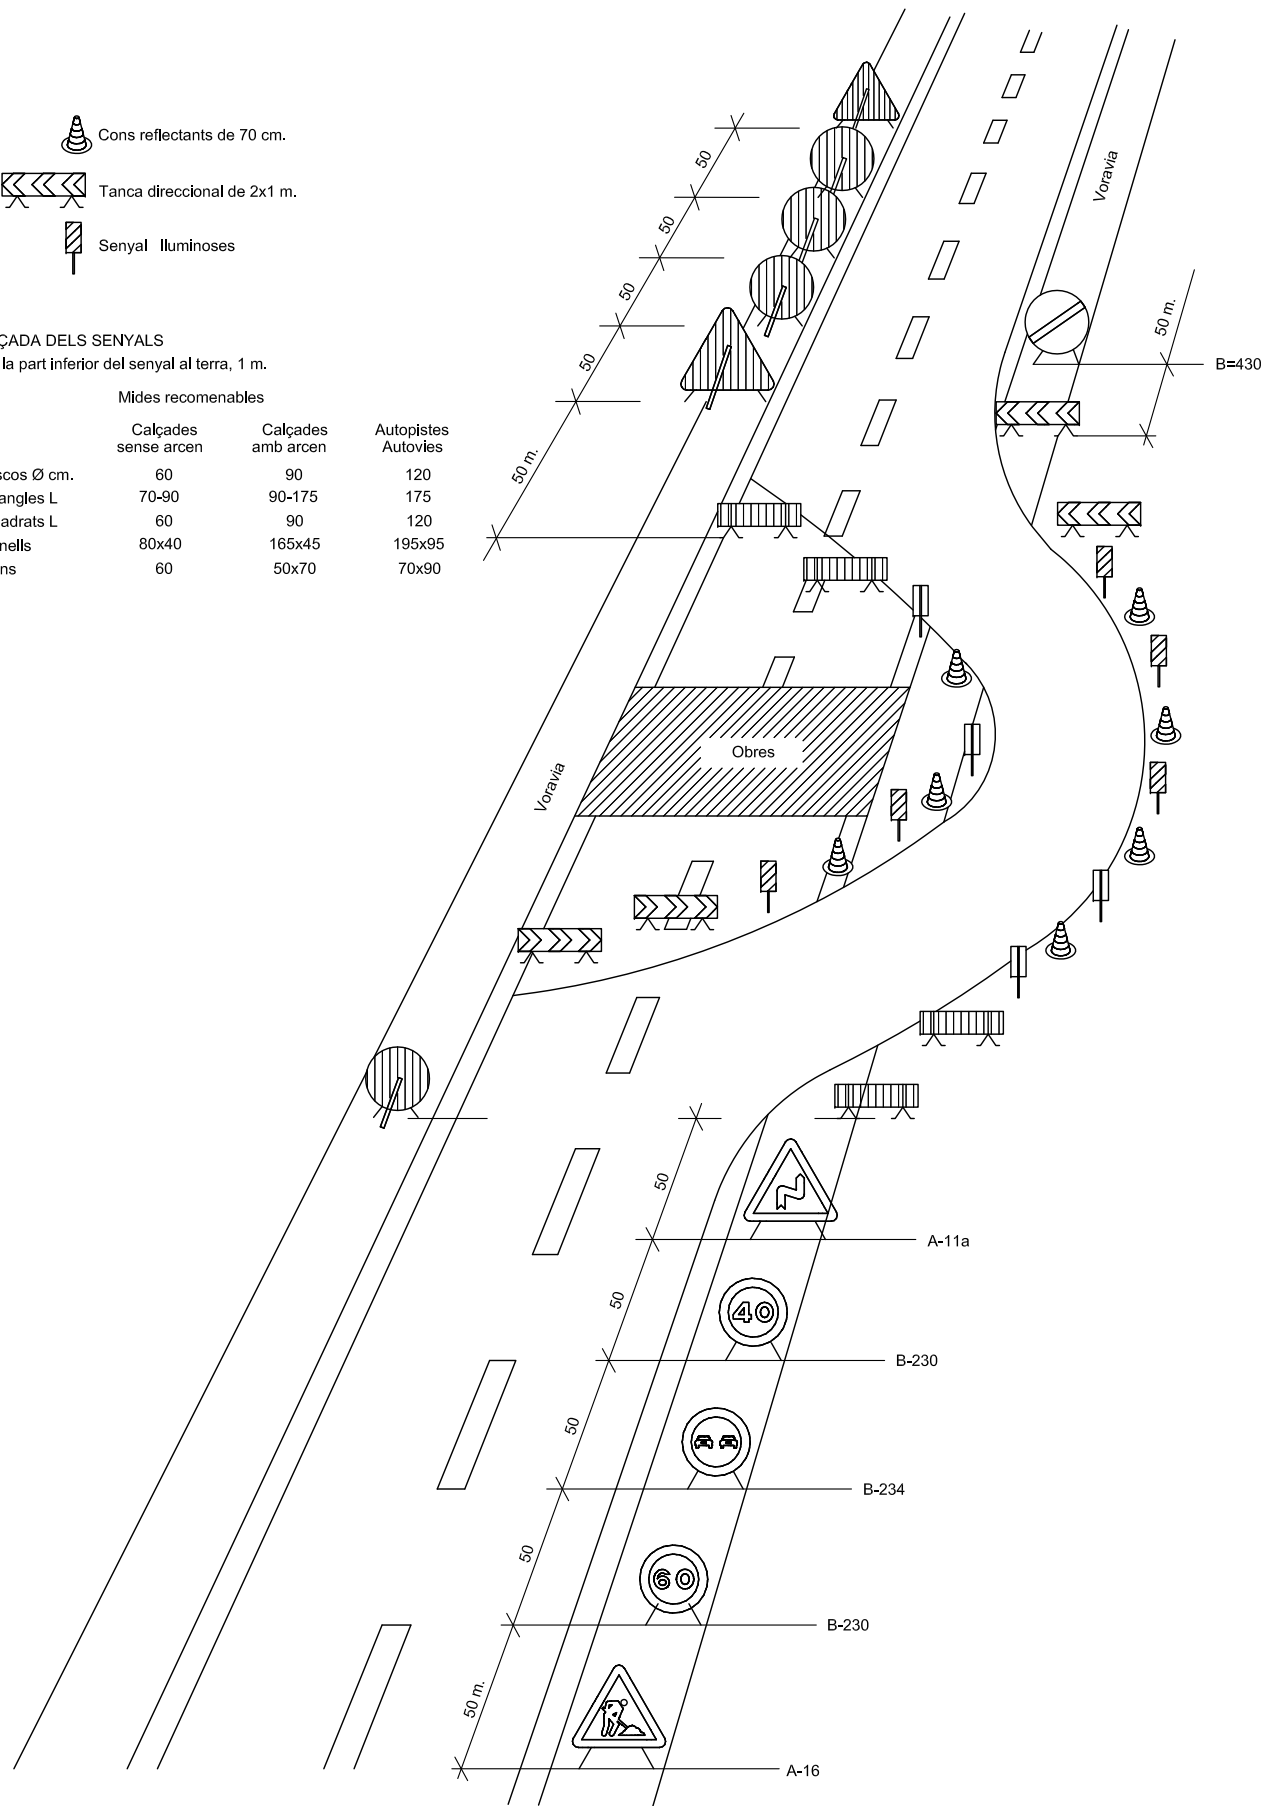 Cons reflectants de 70 cm.
Tanca direccional de 2x1 m.
Senyal lluminoses
ÇADA DELS SENYALS
la part inferior del senyal al terra, 1 m.
Mides recomenables
Calçades sense arcen Calçades amb arcen Autopistes Autovies
scos Ø cm. 60 90 120
angles L 70-90 90-175 175
adrats L 60 90 120
nells 80x40 165x45 195x95
ns 60 50x70 70x90
50
50
50
50
50 m.
Voravia
50 m.
B=430
Obres
Voravia
50
A-11a
40
50
B-230
50
B-234
50
60
B-230
50 m.
A-16